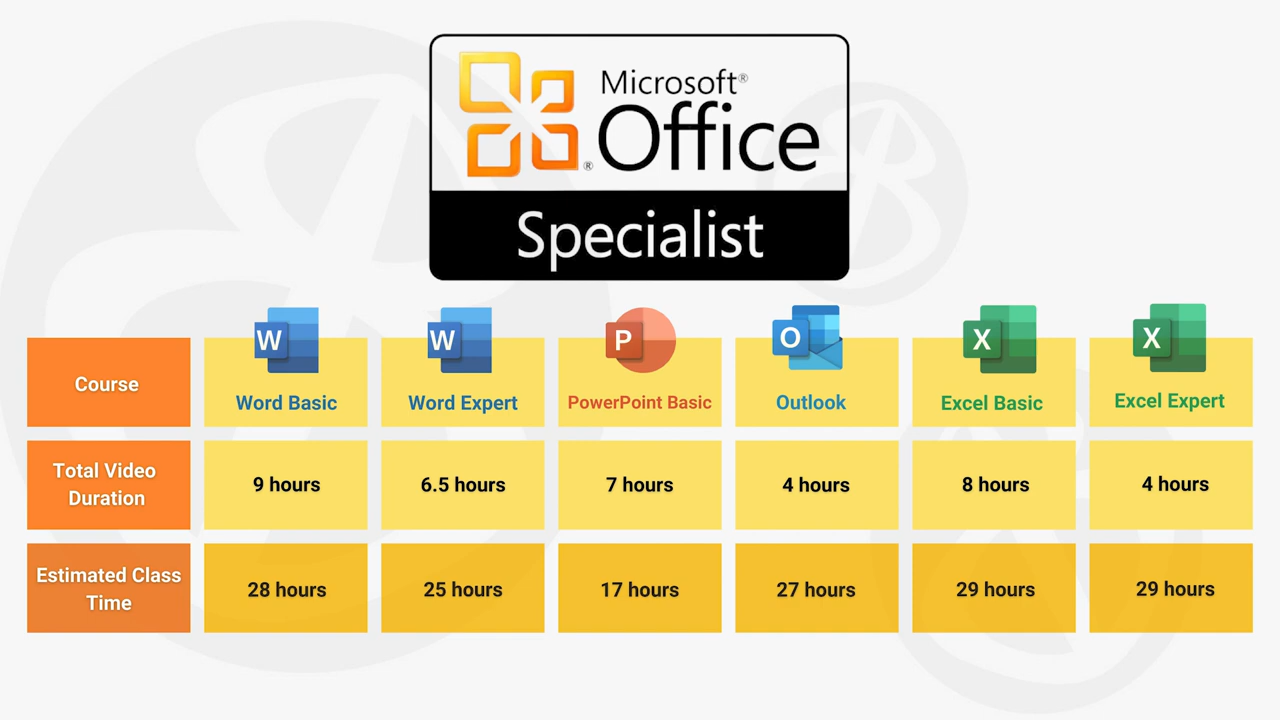 Microsoft®
® Office
Specialist
W W P O X X
Course Word Basic Word Expert PowerPoint Basic Outlook Excel Basic Excel Expert
Total Video
Duration 9 hours 6.5 hours 7 hours 4 hours 8 hours 4 hours
Estimated Class
Time 28 hours 25 hours 17 hours 27 hours 29 hours 29 hours